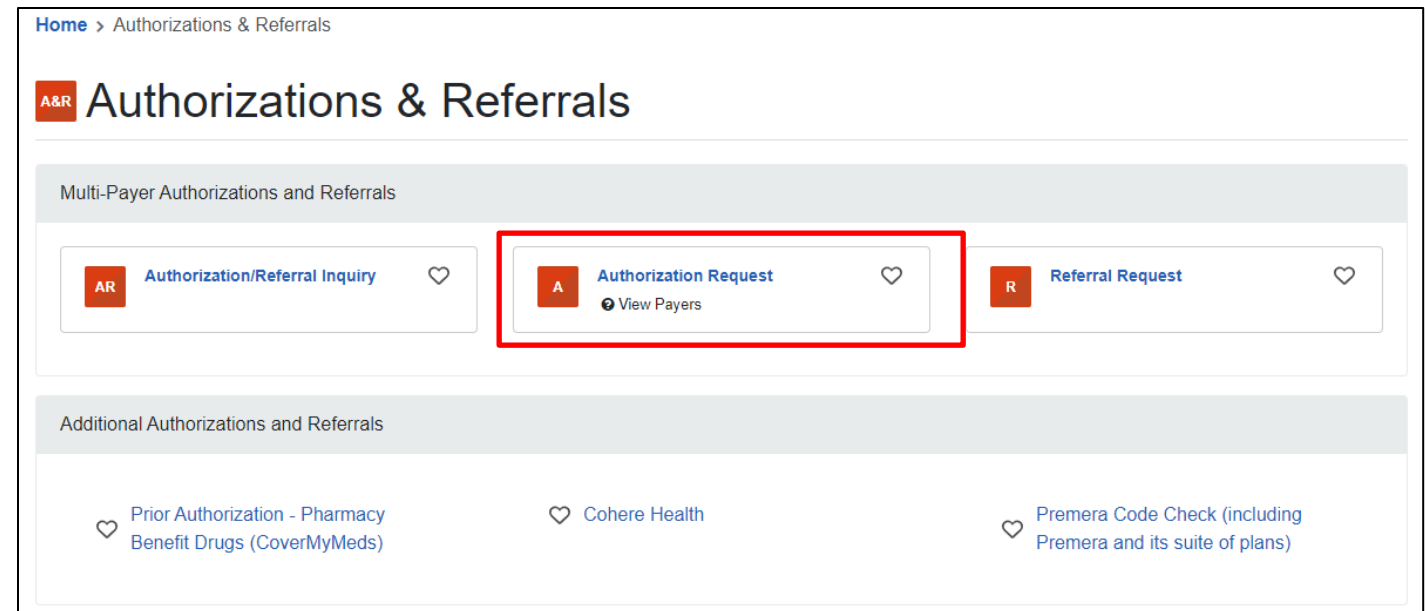 Home > Authorizations & Referrals
A&R Authorizations & Referrals
Multi-Payer Authorizations and Referrals
AR Authorization/Referral Inquiry
A Authorization Request
? View Payers
R Referral Request
Additional Authorizations and Referrals
Prior Authorization - Pharmacy
Benefit Drugs (CoverMyMeds)
Cohere Health
Premera Code Check (including
Premera and its suite of plans)